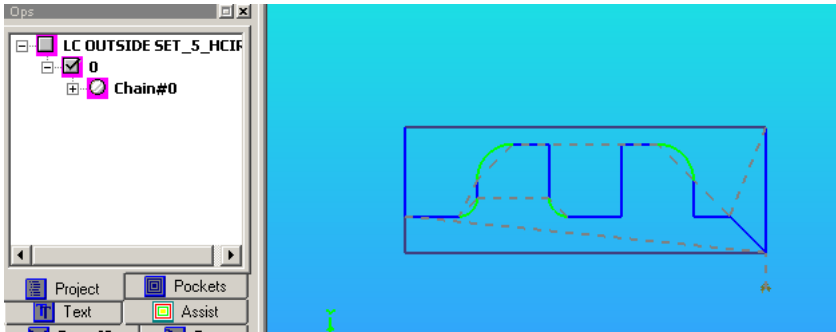 Ops
LC OUTSIDE SET_5_HCIR
0
Chain#0
Project
Pockets
Text
Assist